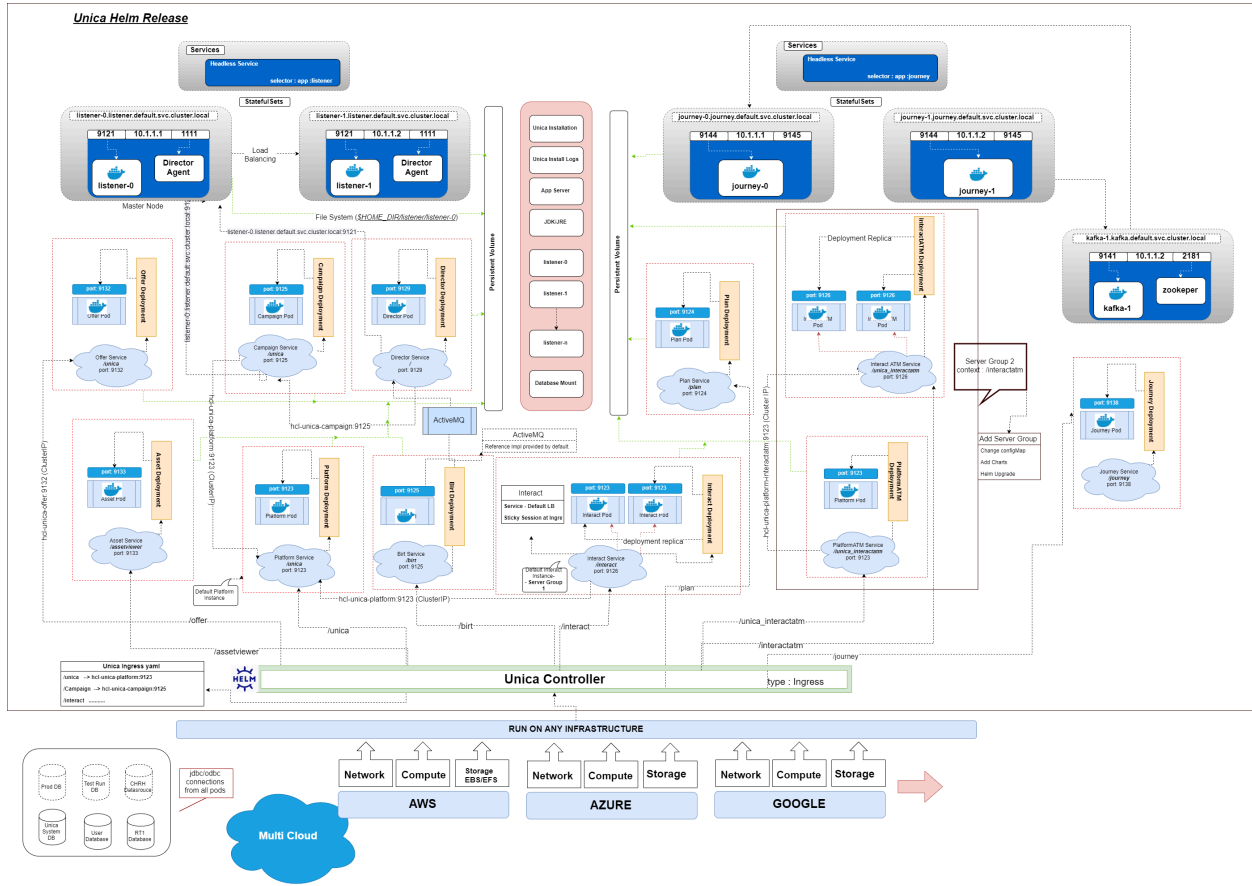 Unica Helm Release
Services
Headless Service
selector : app :listener
Services
Headless Service
selector : app :journey
StatefulSets
StatefulSets
listener-0.listener.default.svc.cluster.local
9121 10.1.1.1 1111
listener-0
Director
Agent
Master Node
Load
Balancing
listener-1.listener.default.svc.cluster.local
9121 10.1.1.2 1111
listener-1
Director
Agent
File System ($HOME_DIR/listener/listener-0)
listener-0.listener.default.svc.cluster.local:9121
Persistent Volume
Unica Installation
Unica Install Logs
App Server
JDK/JRE
listener-0
listener-1
listener-n
Database Mount
Persistent Volume
journey-0.journey.default.svc.cluster.local
9144 10.1.1.1 9145
journey-0
journey-1.journey.default.svc.cluster.local
9144 10.1.1.2 9145
journey-1
kafka-1.kafka.default.svc.cluster.local
9141 10.1.1.2 2181
kafka-1
zookeper
port: 9132
Offer Pod
Offer Deployment
Offer Service
/unica
port: 9132
port: 9125
Campaign Pod
Campaign Deployment
Campaign Service
/unica
port: 9125
port: 9129
Director Pod
Director Deployment
Director Service
/
port: 9129
port: 9124
Plan Pod
Plan Deployment
Plan Service
/plan
port: 9124
Deployment Replica
port: 9126
Pod
port: 9126
Pod
InteractATM Deployment
Interact ATM Service
/unica_interactatm
port: 9126
Server Group 2
context : /interactatm
Add Server Group
Change configMap
Add Charts
Helm Upgrade
port: 9138
Journey Pod
Journey Deployment
Journey Service
/journey
port: 9138
hcl-unica-offer:9132 (ClusterIP)
hcl-unica-platform:9123 (ClusterIP)
hcl-unica-campaign:9125
ActiveMQ
ActiveMQ
Reference Impl provided by default
port: 9133
Asset Pod
Asset Deployment
Asset Service
/assetviewer
port: 9133
port: 9123
Platform Pod
Platform Deployment
Platform Service
/unica
port: 9123
Default Platform
Instance
port: 9125
Birt Deployment
Birt Service
/birt
port: 9125
Interact
Service - Default LB
Sticky Session at Ingre
port: 9123
Interact Pod
port: 9123
Interact Pod
Interact Deployment
deployment replica
Interact Service
/interact
port: 9126
Default Interact
Instance-
- Server Group
1
hcl-unica-platform:9123 (ClusterIP)
hcl-unica-platform-interactatm:9123 (Cluster IP)
port: 9123
Platform Pod
PlatformATM
Deployment
PlatformATM Service
/unica_interactatm
port: 9123
/offer
/assetviewer
/unica
/birt
/interact
/plan
/unica_interactatm
/interactatm
/journey
Unica Ingress yaml
/unica --> hcl-unica-platform:9123
/Campaign --> hcl-unica-campaign:9125
/interact ..........
HELM
Unica Controller
type : Ingress
RUN ON ANY INFRASTRUCTURE
Prod DB
Test Run
DB
CHRH
Datasrouce
Unica
System
DB
User
Database
RT1
Database
jdbc/odbc
connections
from all pods
Multi Cloud
Network
Compute
Storage
EBS/EFS
AWS
Network
Compute
Storage
AZURE
Network
Compute
Storage
GOOGLE